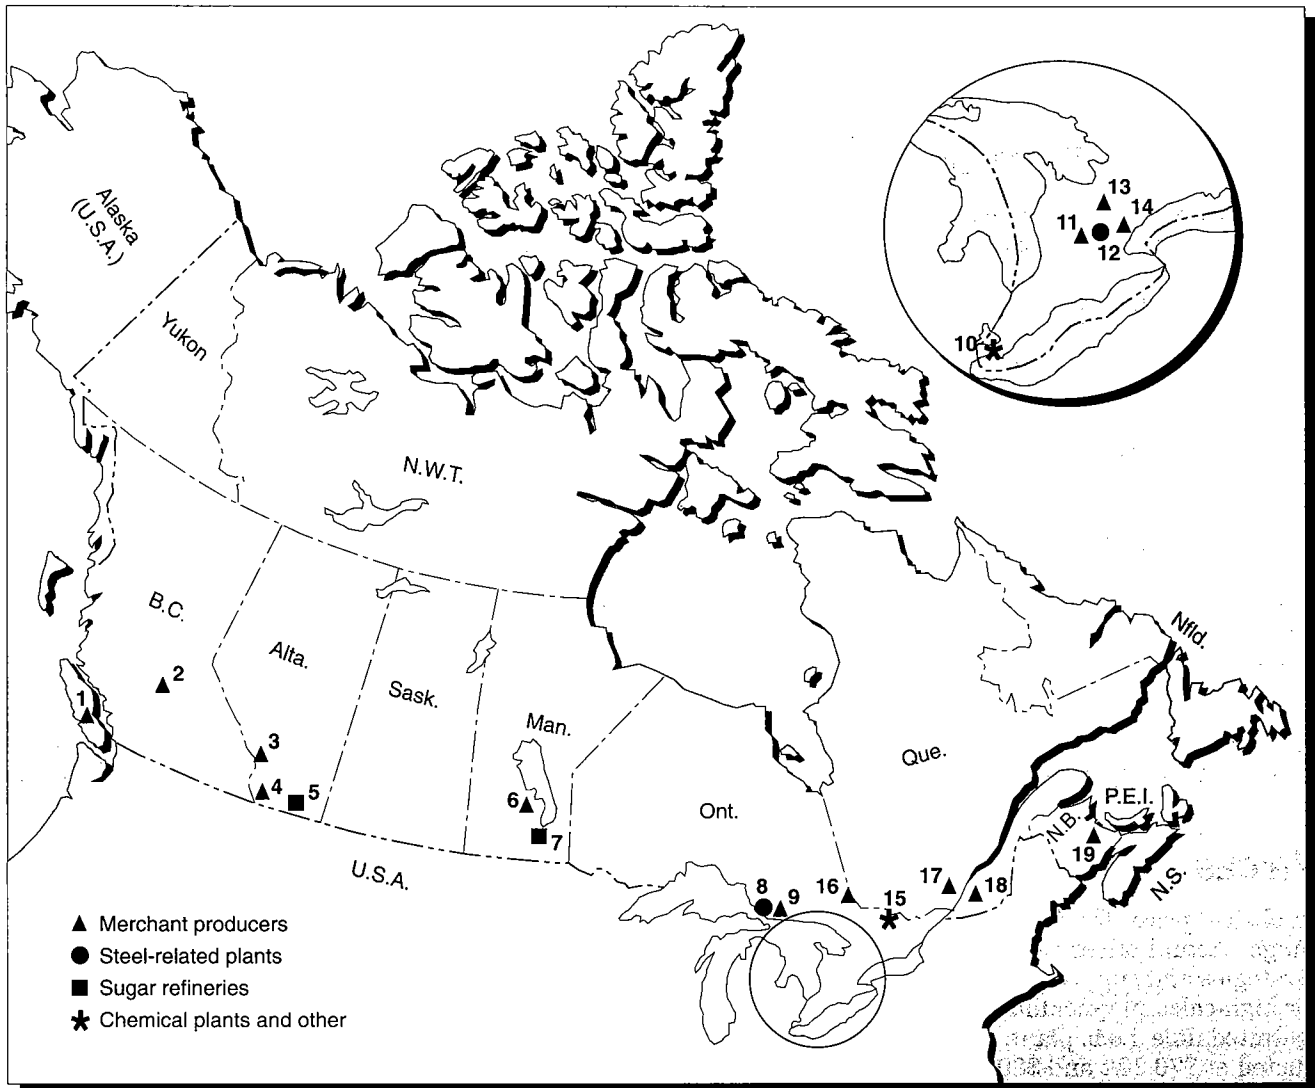 Alaska
(U.S.A.)
Yukon
N.W.T.
B.C.
Alta.
Sask.
Man.
Ont.
Que.
Nfld.
P.E.I.
N.B.
N.S.
U.S.A.
1
2
3
4
5
6
7
8
9
16
15
17
18
19
13
14
11
12
10
Merchant producers
Steel-related plants
Sugar refineries
Chemical plants and other